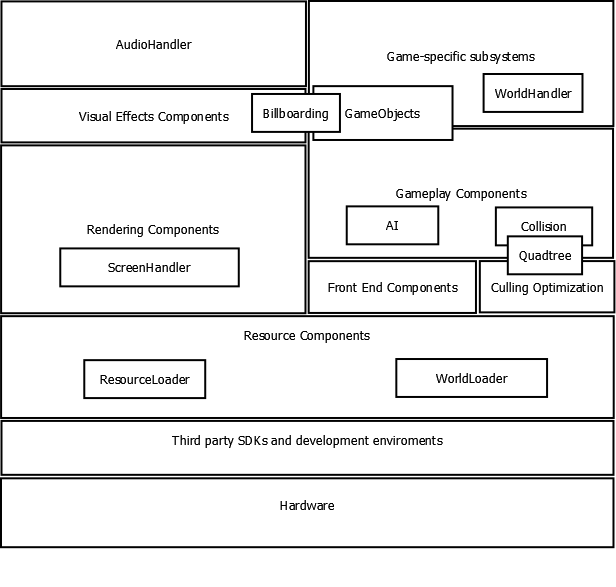 AudioHandler
Game-specific subsystems
WorldHandler
Visual Effects Components
Billboarding
GameObjects
Gameplay Components
AI
Collision
Quadtree
Rendering Components
ScreenHandler
Front End Components
Culling Optimization
Resource Components
ResourceLoader
WorldLoader
Third party SDKs and development enviroments
Hardware